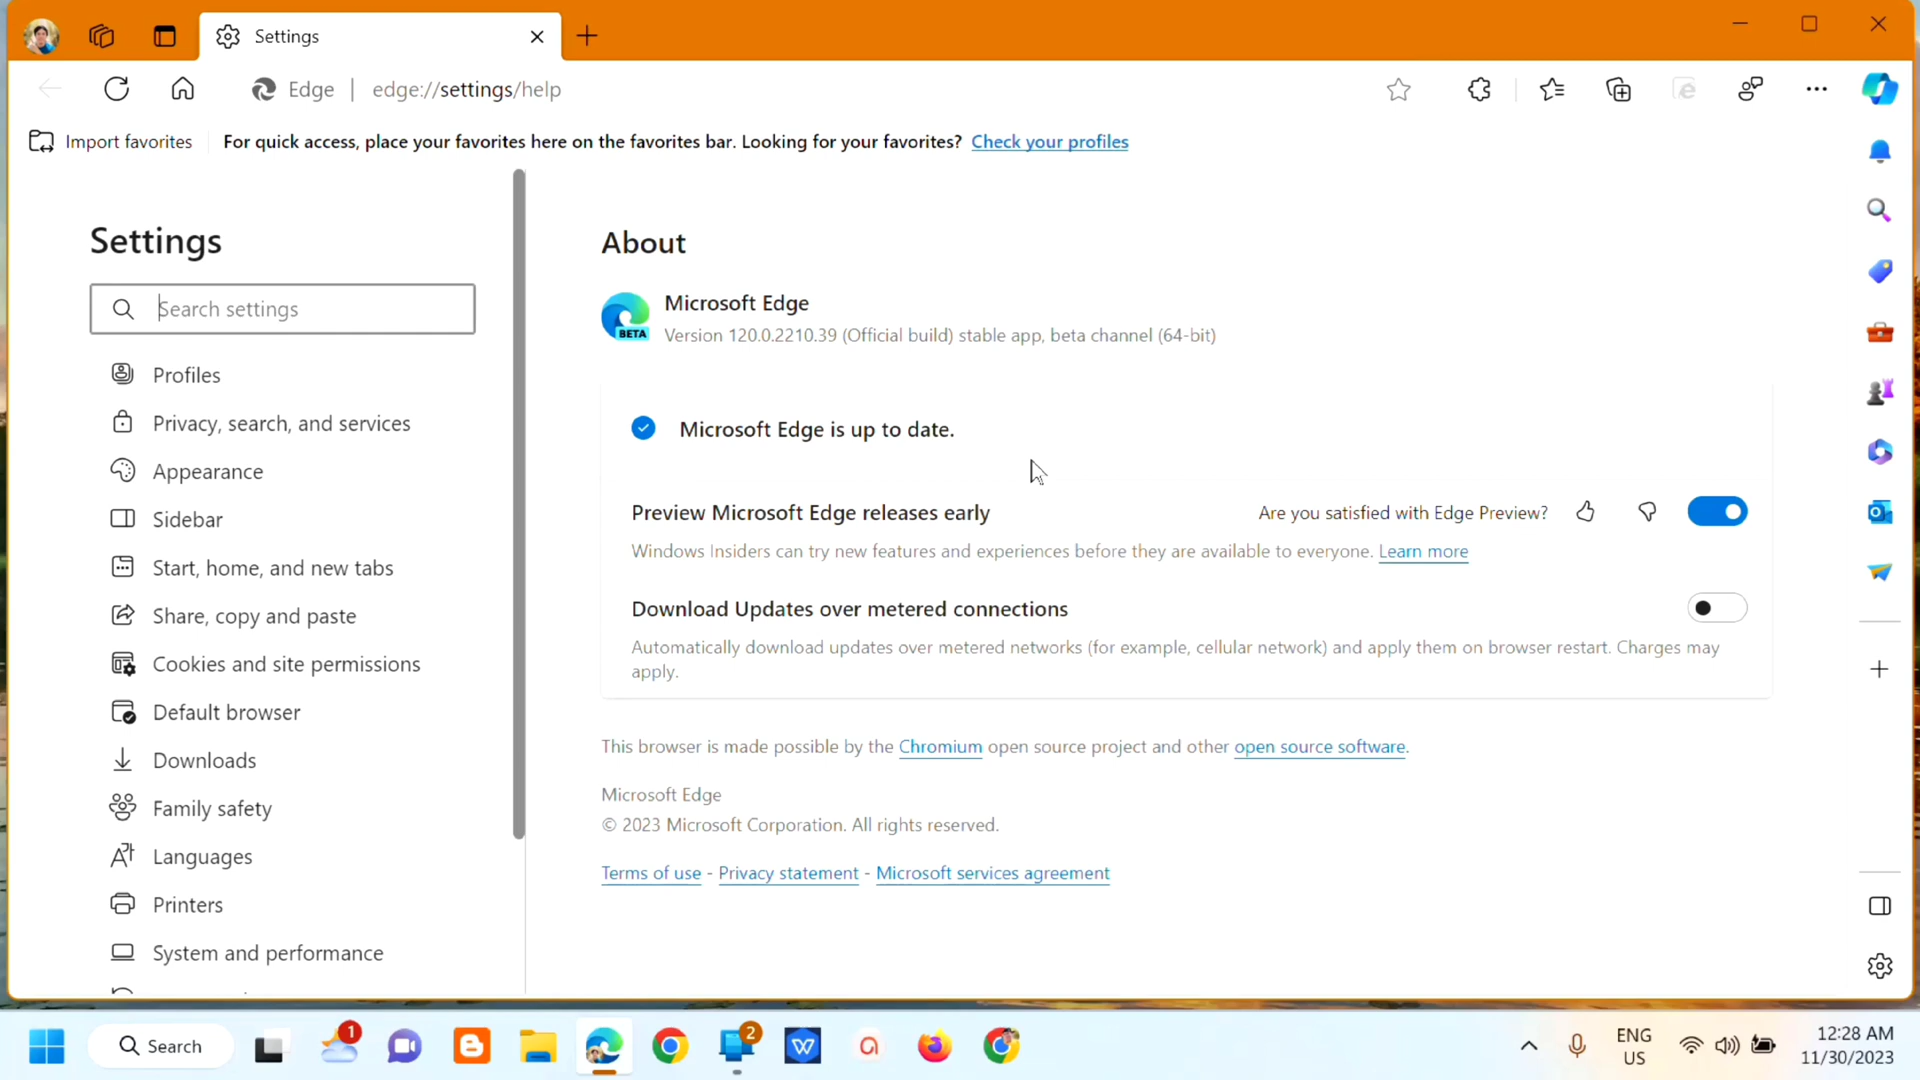 Settings
Edge | edge://settings/help
Import favorites For quick access, place your favorites here on the favorites bar. Looking for your favorites? Check your profiles
Settings
Search settings
Profiles
Privacy, search, and services
Appearance
Sidebar
Start, home, and new tabs
Share, copy and paste
Cookies and site permissions
Default browser
Downloads
Family safety
Languages
Printers
System and performance
About
Microsoft Edge
BETA
Version 120.0.2210.39 (Official build) stable app, beta channel (64-bit)
Microsoft Edge is up to date.
Preview Microsoft Edge releases early Are you satisfied with Edge Preview?
Windows Insiders can try new features and experiences before they are available to everyone. Learn more
Download Updates over metered connections
Automatically download updates over metered networks (for example, cellular network) and apply them on browser restart. Charges may
apply.
This browser is made possible by the Chromium open source project and other open source software.
Microsoft Edge
© 2023 Microsoft Corporation. All rights reserved.
Terms of use - Privacy statement - Microsoft services agreement
Search
1
2
ENG
US
12:28 AM
11/30/2023